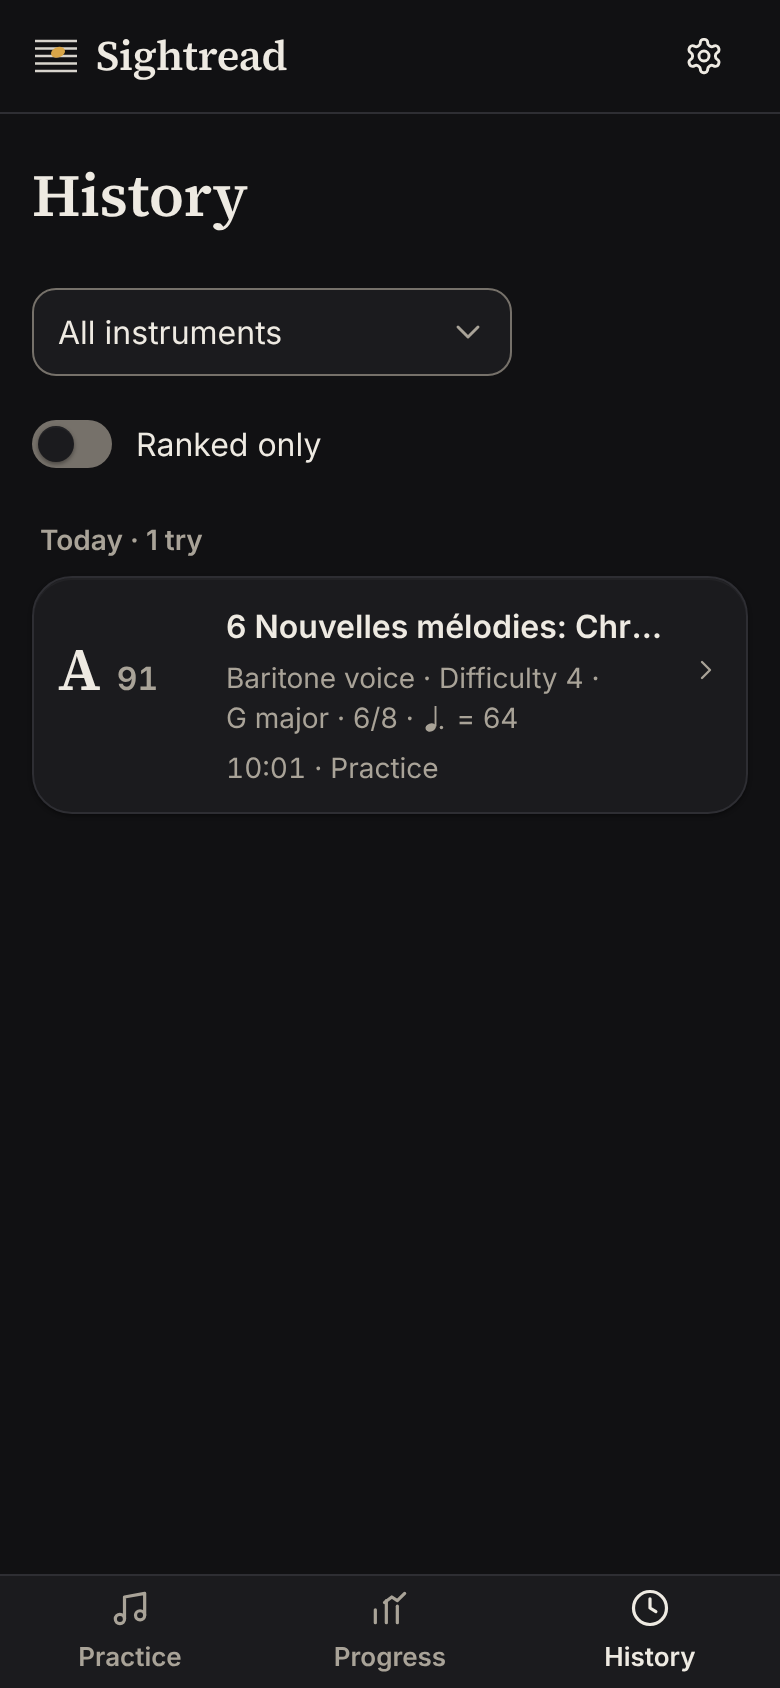 Sightread
History
All instruments
Ranked only
Today · 1 try
6 Nouvelles mélodies: Chr...
A 91
Baritone voice · Difficulty 4 ·
G major · 6/8 · ♩. = 64
10:01 · Practice
Practice
Progress
History